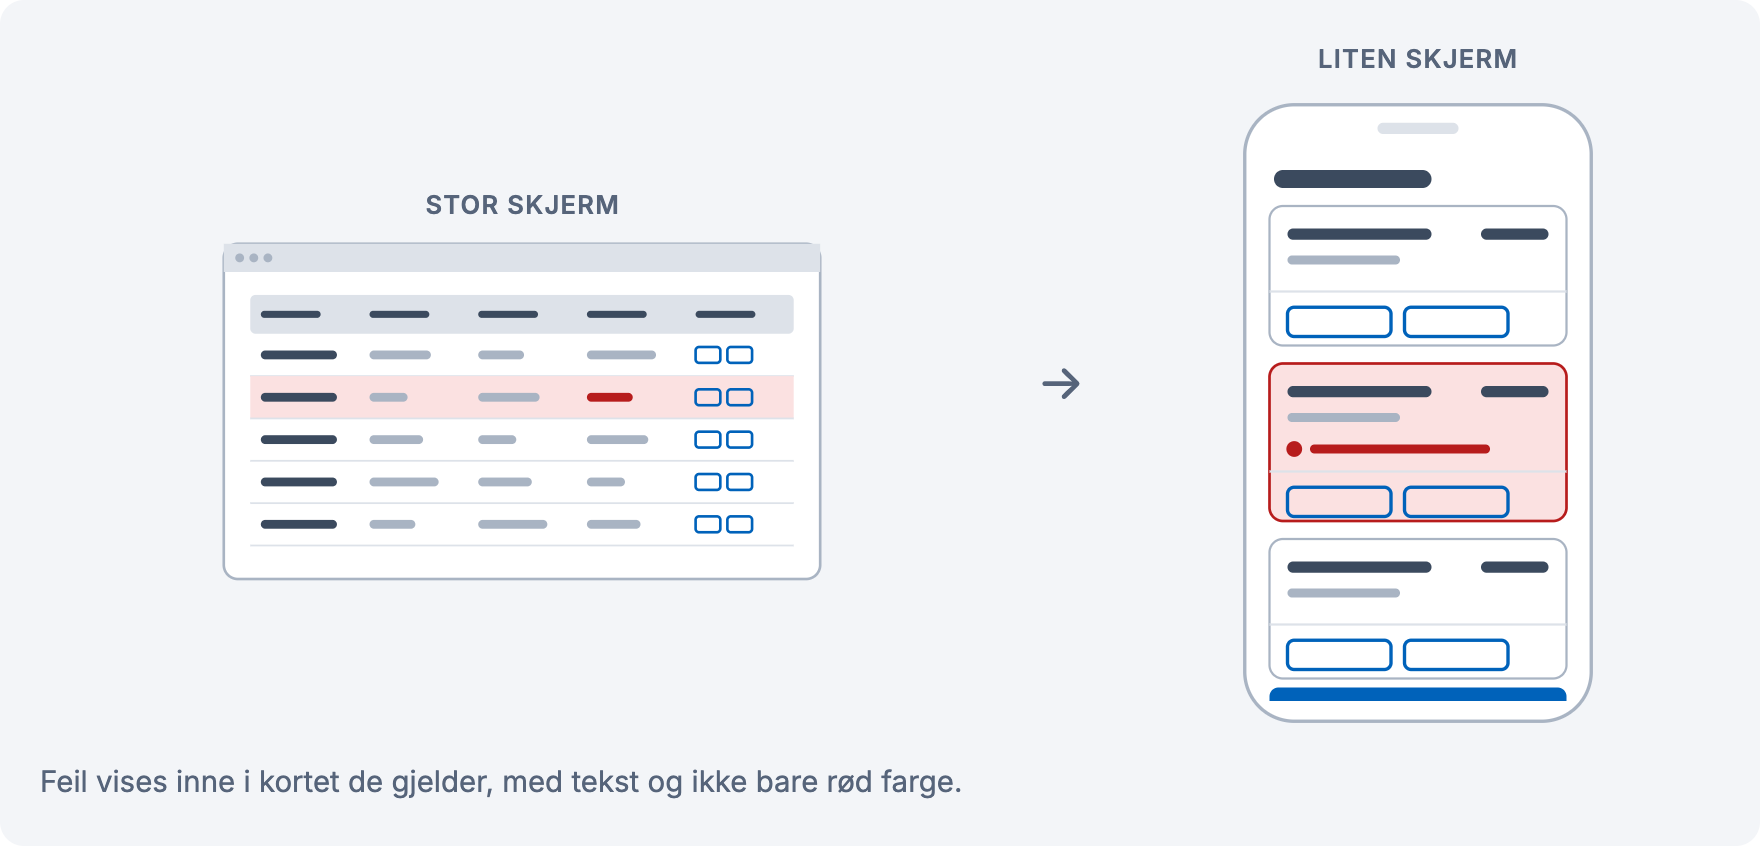 LITEN SKJERM
STOR SKJERM
Feil vises inne i kortet de gjelder, med tekst og ikke bare rød farge.